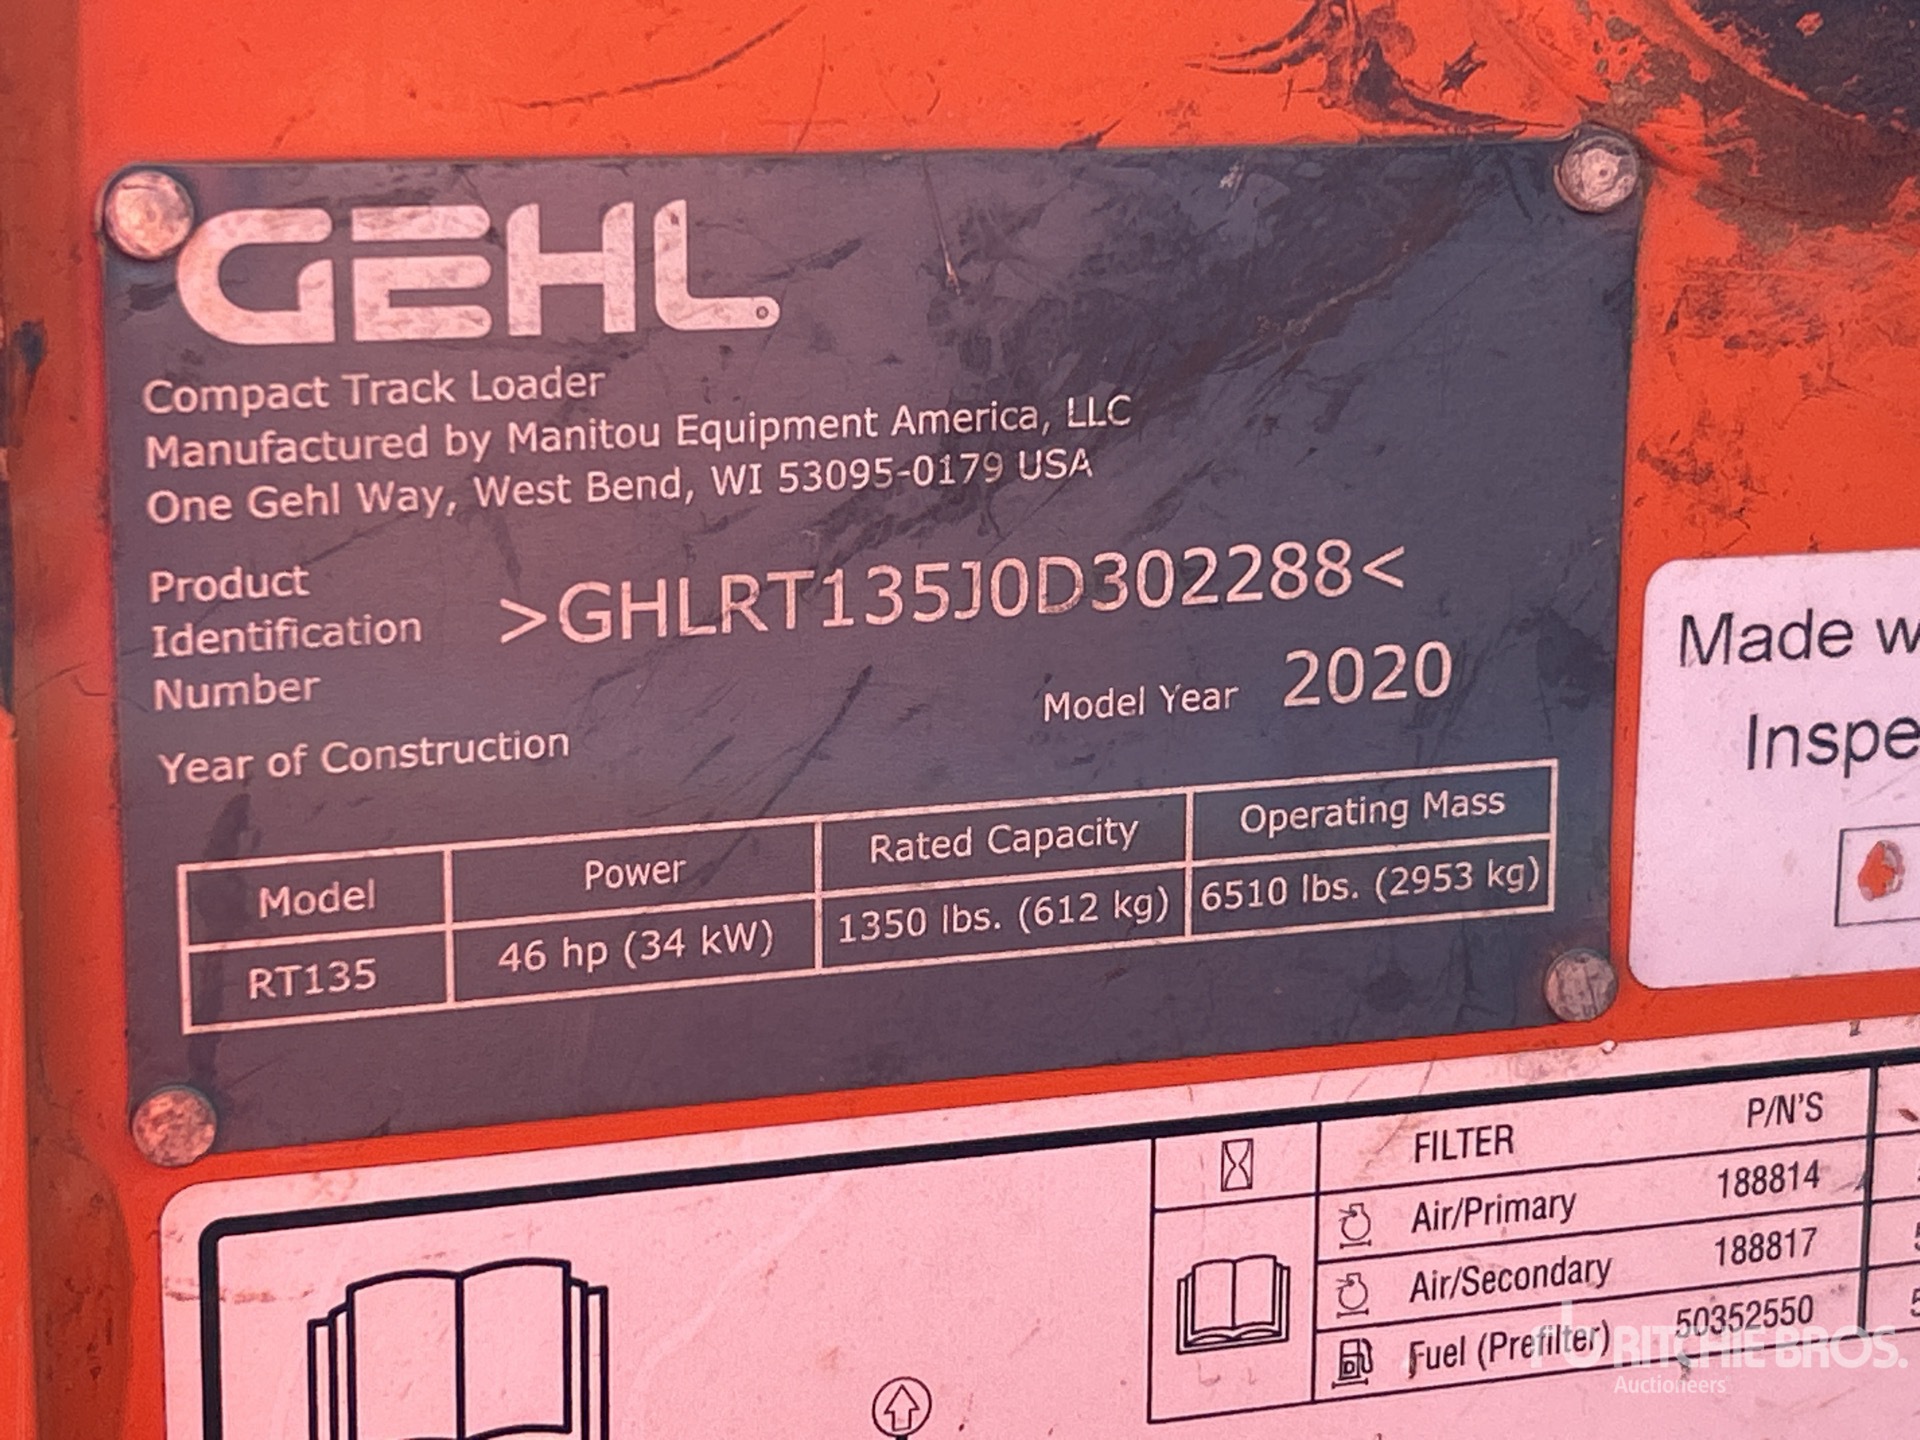 GEHL
Compact Track Loader
Manufactured by Manitou Equipment America, LLC
One Gehl Way, West Bend, WI 53095-0179 USA
Product
Identification
Number
>GHLRT135J0D302288<
Model Year 2020
Year of Construction
Model Power Rated Capacity Operating Mass
RT135 46 hp (34 kW) 1350 lbs. (612 kg) 6510 lbs. (2953 kg)
Made w
Inspe
FILTER P/N'S
Air/Primary 188814
Air/Secondary 188817
Fuel (Prefilter) 50352550
rb RITCHIE BROS.
Auctioneers